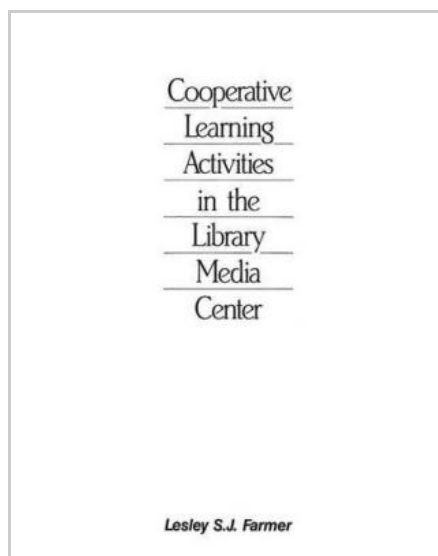 Cooperative
Learning
Activities
in the
Library
Media
Center
Lesley S.J. Farmer